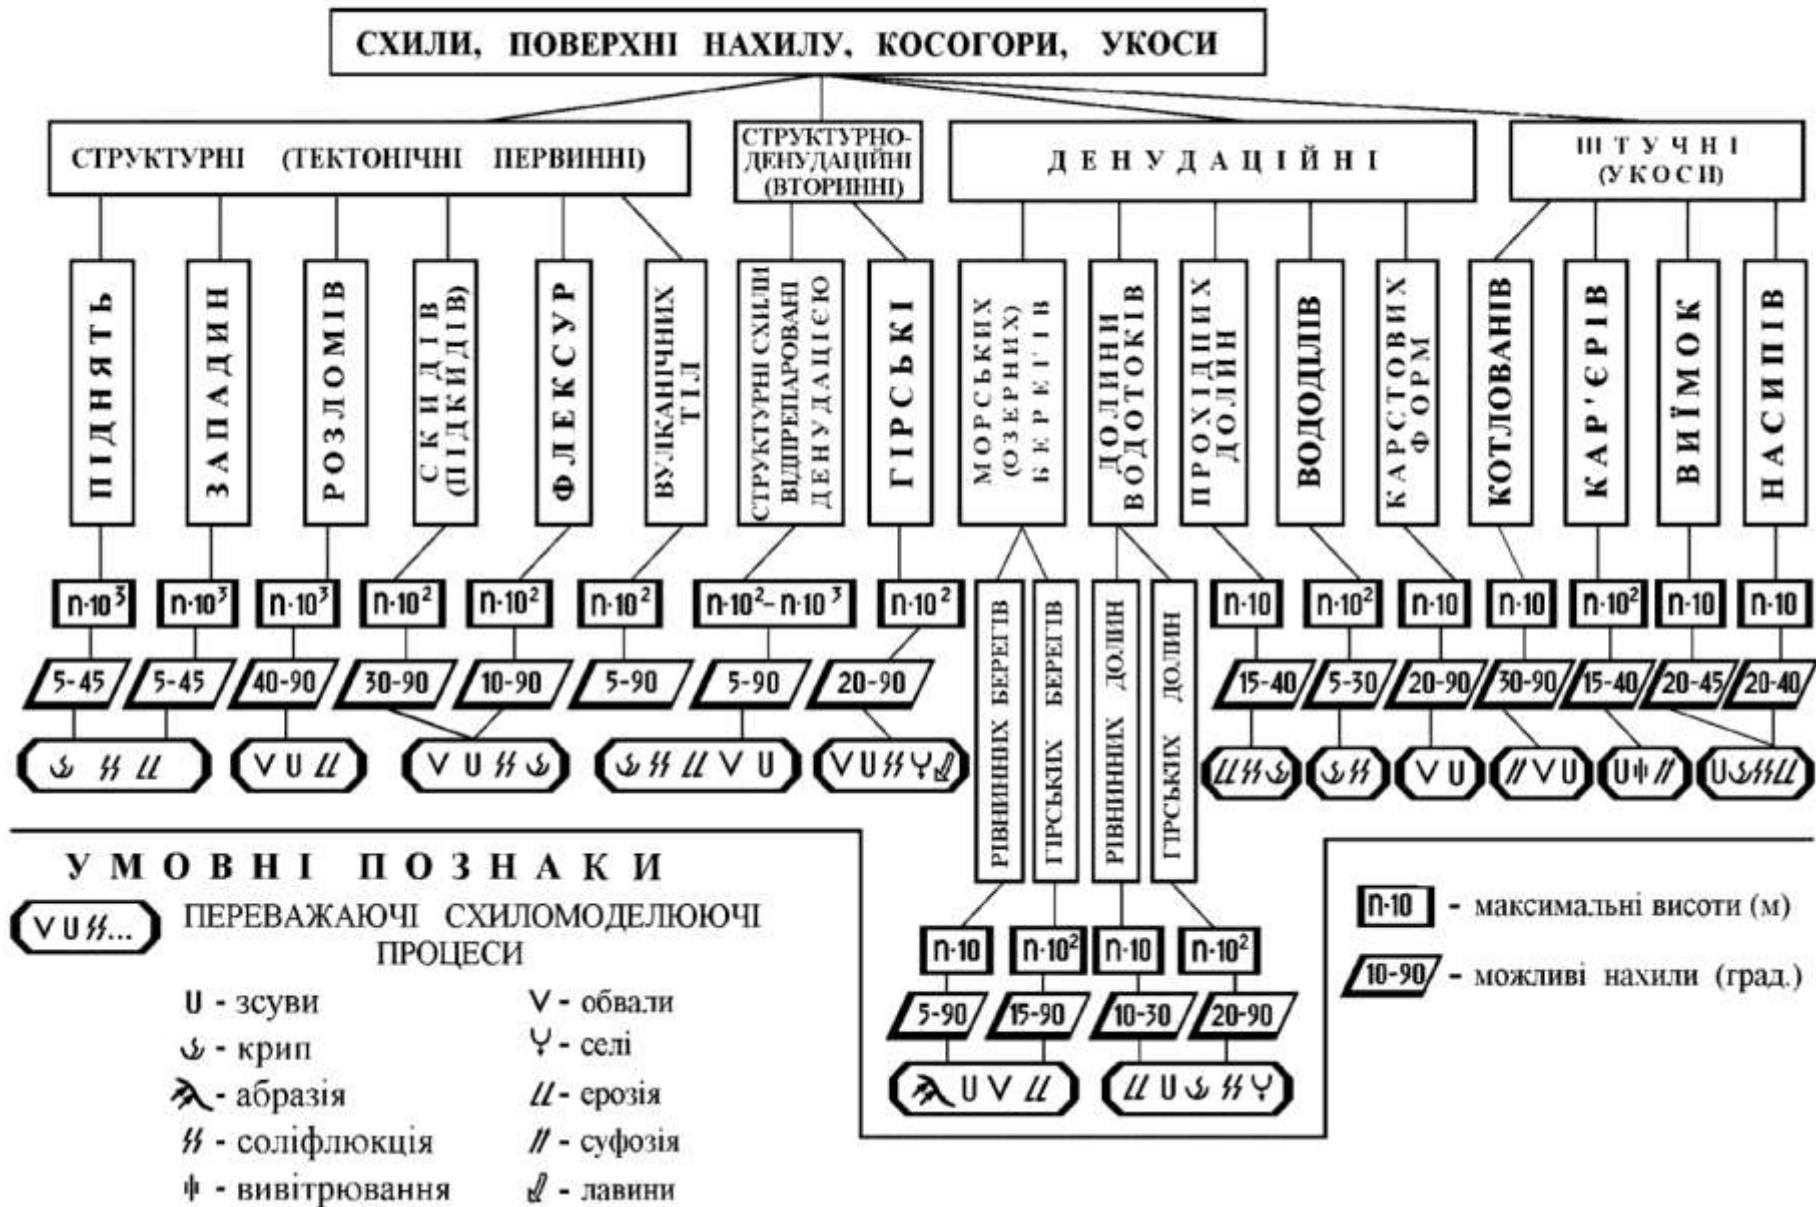 СХИЛИ, ПОВЕРХНІ НАХИЛУ, КОСОГОРИ, УКОСИ
СТРУКТУРНІ (ТЕКТОНІЧНІ ПЕРВИННІ)
СТРУКТУРНО-
ДЕНУДАЦІЙНІ
(ВТОРИННІ)
ДЕНУДАЦІЙНІ
ШТУЧНІ
(УКОСИ)
ПІДНЯТЬ
ЗАПАДИН
РОЗЛОМІВ
СКИДІВ
(ПІДКИДІВ)
ФЛЕКСУР
ВУЛКАНІЧНИХ
ТІЛ
СТРУКТУРНІ СХИЛИ
ВІДПРЕПАРОВАНІ
ДЕНУДАЦІЄЮ
ГІРСЬКІ
МОРСЬКИХ
(ОЗЕРНИХ)
БЕРЕГІВ
ДОЛИНИ
ВОДОТОКІВ
ПРОХІДНИХ
ДОЛИН
ВОДОДІЛІВ
КАРСТОВИХ
ФОРМ
КОТЛОВАНІВ
КАР'ЄРІВ
ВИЇМОК
НАСИПІВ
n·10³
n·10³
n·10³
n·10²
n·10²
n·10²
n·10²–n·10³
n·10²
n·10
n·10²
n·10
n·10
n·10²
n·10
n·10
5-45
5-45
40-90
30-90
10-90
5-90
5-90
20-90
15-40
5-30
20-90
30-90
15-40
20-45
20-40
РІВНИННИХ БЕРЕГІВ
ГІРСЬКИХ БЕРЕГІВ
РІВНИННИХ ДОЛИН
ГІРСЬКИХ ДОЛИН
n·10
n·10²
n·10
n·10²
5-90
15-90
10-30
20-90
УМОВНІ ПОЗНАКИ
ПЕРЕВАЖАЮЧІ СХИЛОМОДЕЛЮЮЧІ
ПРОЦЕСИ
- зсуви
- крип
- абразія
- соліфлюкція
- вивітрювання
- обвали
- селі
- ерозія
- суфозія
- лавини
n·10 - максимальні висоти (м)
10-90 - можливі нахили (град.)